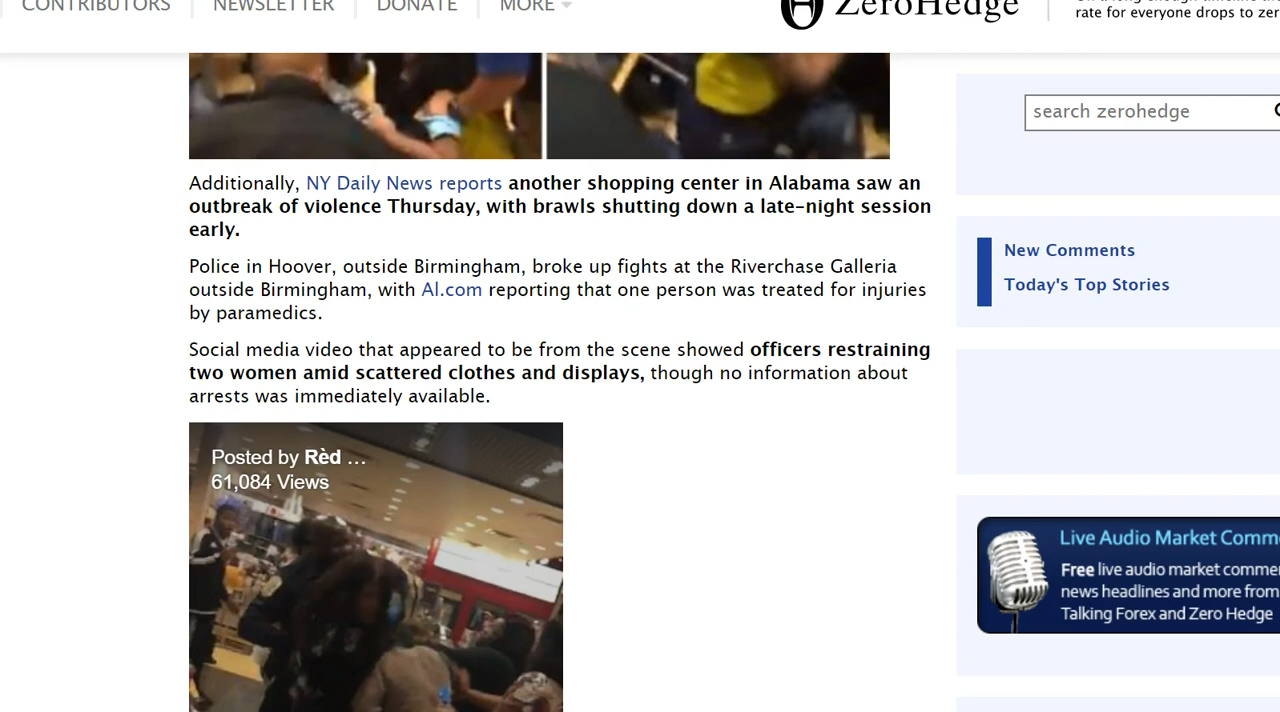 CONTRIBUTORS NEWSLETTER DONATE MORE
ZeroHedge
rate for everyone drops to
search zerohedge
Additionally, NY Daily News reports another shopping center in Alabama saw an
outbreak of violence Thursday, with brawls shutting down a late-night session
early.
Police in Hoover, outside Birmingham, broke up fights at the Riverchase Galleria
outside Birmingham, with Al.com reporting that one person was treated for injuries
by paramedics.
Social media video that appeared to be from the scene showed officers restraining
two women amid scattered clothes and displays, though no information about
arrests was immediately available.
Posted by Rèd ...
61,084 Views
New Comments
Today's Top Stories
Live Audio Market
Free live audio market
news headlines and more from
Talking Forex and Zero Hedge